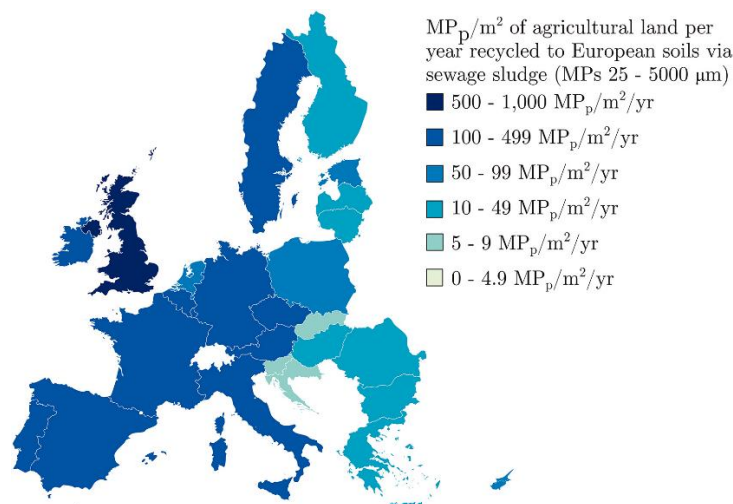 MPp/m² of agricultural land per
year recycled to European soils via
sewage sludge (MPs 25 - 5000 µm)
500 - 1,000 MPp/m²/yr
100 - 499 MPp/m²/yr
50 - 99 MPp/m²/yr
10 - 49 MPp/m²/yr
5 - 9 MPp/m²/yr
0 - 4.9 MPp/m²/yr